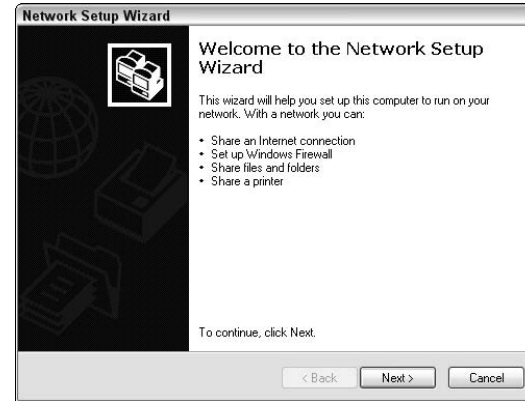 Network Setup Wizard
Welcome to the Network Setup
Wizard
This wizard will help you set up this computer to run on your
network. With a network you can:
• Share an Internet connection
• Set up Windows Firewall
• Share files and folders
• Share a printer
To continue, click Next.
< Back Next > Cancel